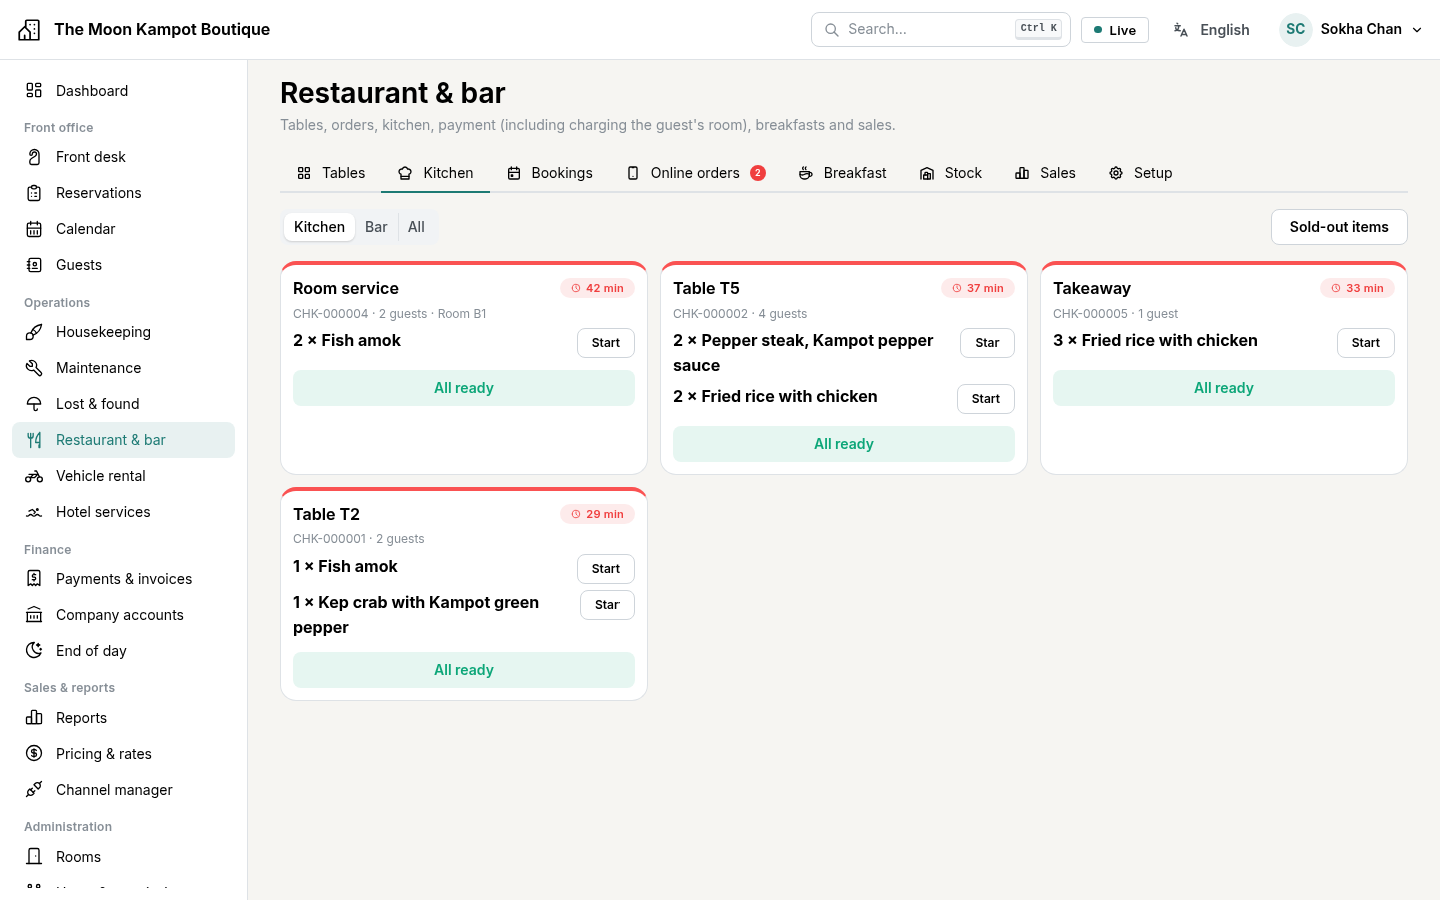 The Moon Kampot Boutique
Search...
Ctrl K
Live
English
SC
Sokha Chan
Dashboard
Front office
Front desk
Reservations
Calendar
Guests
Operations
Housekeeping
Maintenance
Lost & found
Restaurant & bar
Vehicle rental
Hotel services
Finance
Payments & invoices
Company accounts
End of day
Sales & reports
Reports
Pricing & rates
Channel manager
Administration
Rooms
Restaurant & bar
Tables, orders, kitchen, payment (including charging the guest's room), breakfasts and sales.
Tables
Kitchen
Bookings
Online orders 2
Breakfast
Stock
Sales
Setup
Kitchen
Bar
All
Sold-out items
Room service
42 min
CHK-000004 · 2 guests · Room B1
2 × Fish amok
Start
All ready
Table T5
37 min
CHK-000002 · 4 guests
2 × Pepper steak, Kampot pepper
sauce
Star
2 × Fried rice with chicken
Start
All ready
Takeaway
33 min
CHK-000005 · 1 guest
3 × Fried rice with chicken
Start
All ready
Table T2
29 min
CHK-000001 · 2 guests
1 × Fish amok
Start
1 × Kep crab with Kampot green
pepper
Star
All ready